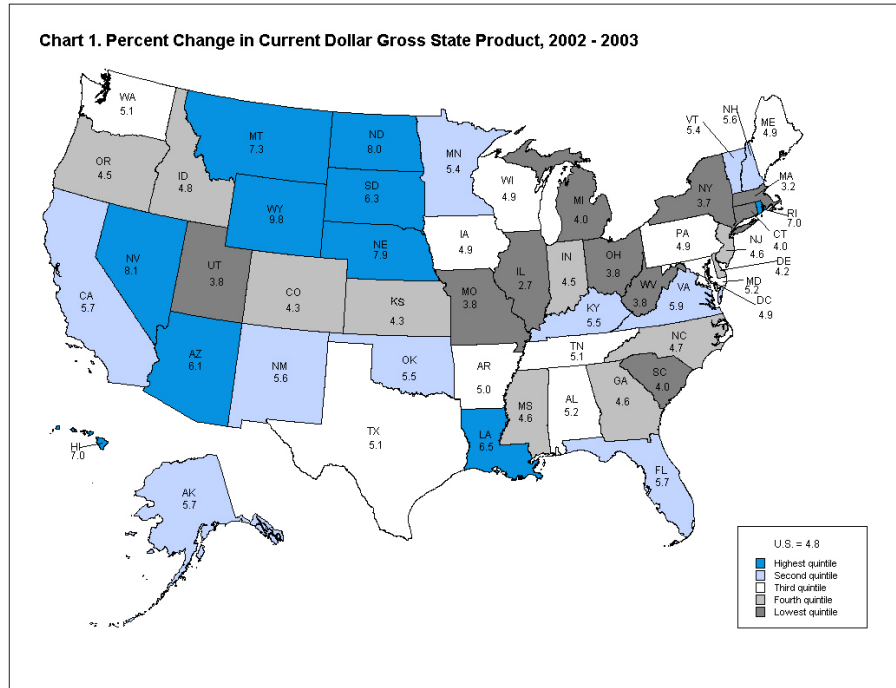 Chart 1. Percent Change in Current Dollar Gross State Product, 2002 - 2003
WA
5.1
OR
4.5
ID
4.8
MT
7.3
ND
8.0
MN
5.4
WI
4.9
MI
4.0
VT
5.4
NH
5.6
ME
4.9
MA
3.2
NY
3.7
RI
7.0
CT
4.0
SD
6.3
WY
9.8
NE
7.9
IA
4.9
PA
4.9
NJ
4.6
DE
4.2
MD
5.2
DC
4.9
NV
8.1
UT
3.8
CO
4.3
KS
4.3
MO
3.8
IL
2.7
IN
4.5
OH
3.8
WV
3.8
VA
5.9
CA
5.7
AZ
6.1
NM
5.6
OK
5.5
AR
5.0
KY
5.5
TN
5.1
NC
4.7
SC
4.0
TX
5.1
LA
6.5
MS
4.6
AL
5.2
GA
4.6
FL
5.7
HI
7.0
AK
5.7
U.S. = 4.8
Highest quintile
Second quintile
Third quintile
Fourth quintile
Lowest quintile